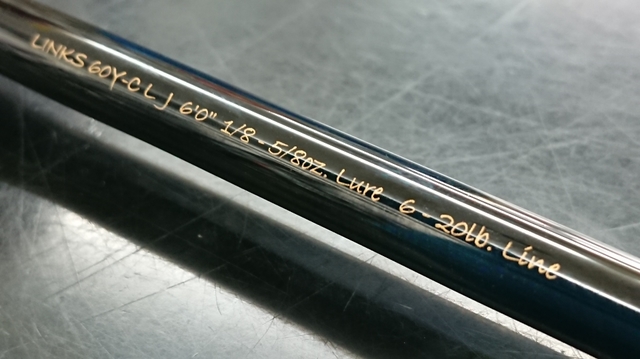 LINKS 60Y-C L J 6'0" 1/8 - 5/8oz. Lure 6 - 20lb. Line